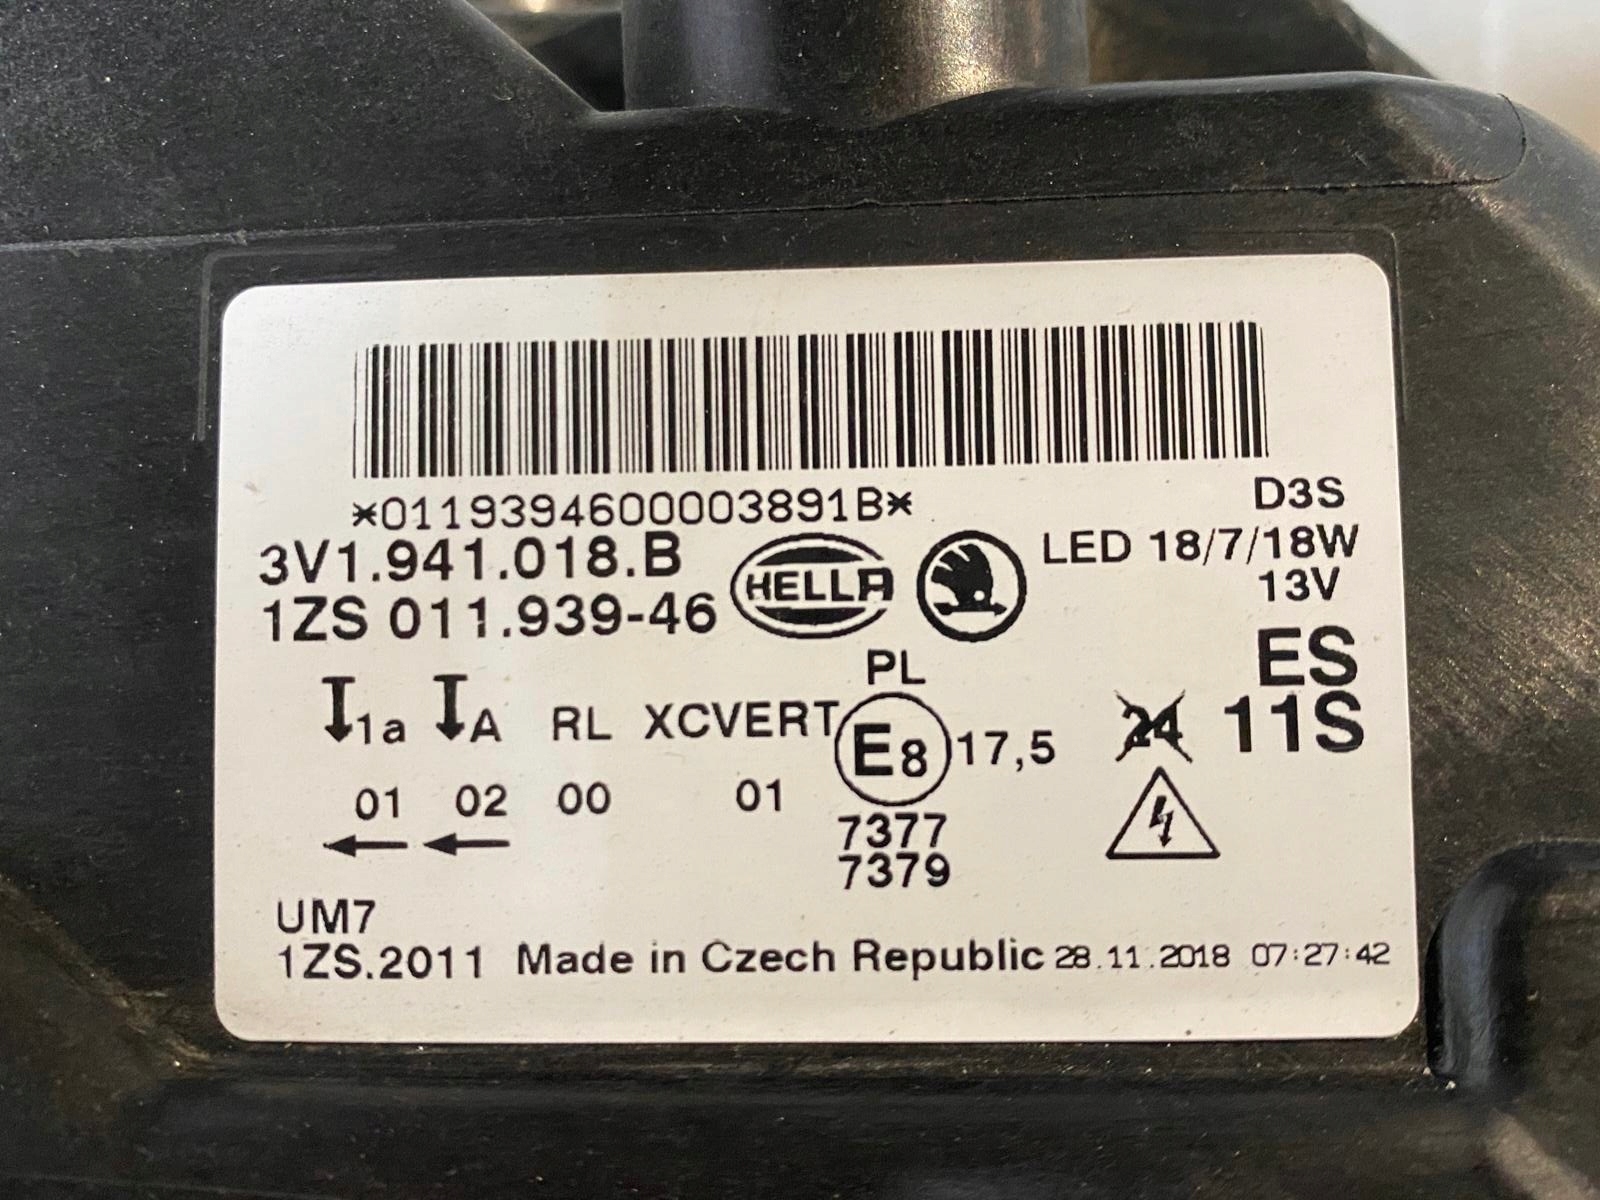 *0119394600003891B*
D3S
3V1.941.018.B
HELLA
LED 18/7/18W
13V
1ZS 011.939-46
ES
11S
PL
1a A RL XCVERT
E8 17,5
24
01 02 00 01
7377
7379
UM7
1ZS.2011 Made in Czech Republic 28.11.2018 07:27:42